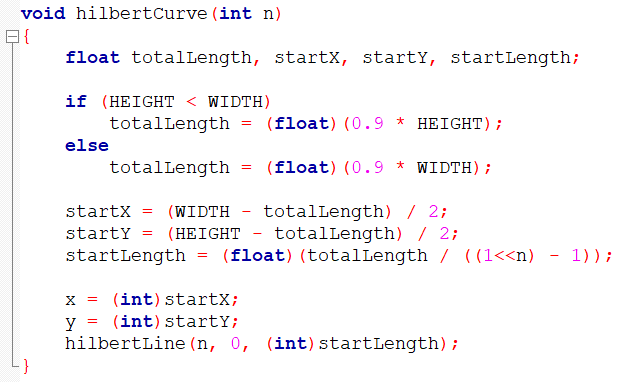 void hilbertCurve(int n)
{
    float totalLength, startX, startY, startLength;

    if (HEIGHT < WIDTH)
        totalLength = (float)(0.9 * HEIGHT);
    else
        totalLength = (float)(0.9 * WIDTH);

    startX = (WIDTH - totalLength) / 2;
    startY = (HEIGHT - totalLength) / 2;
    startLength = (float)(totalLength / ((1<<n) - 1));

    x = (int)startX;
    y = (int)startY;
    hilbertLine(n, 0, (int)startLength);
}